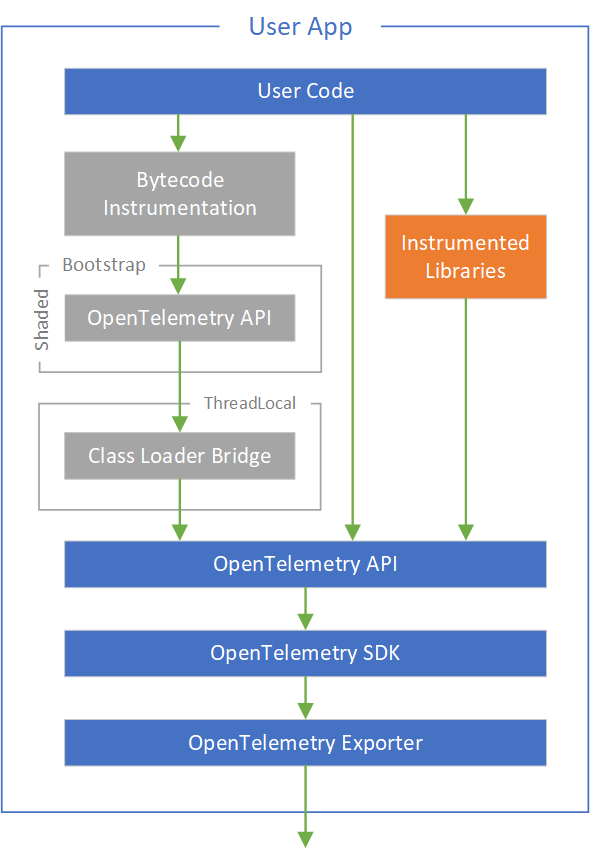 User App
User Code
Bytecode
Instrumentation
Instrumented
Libraries
Bootstrap
Shaded
OpenTelemetry API
ThreadLocal
Class Loader Bridge
OpenTelemetry API
OpenTelemetry SDK
OpenTelemetry Exporter